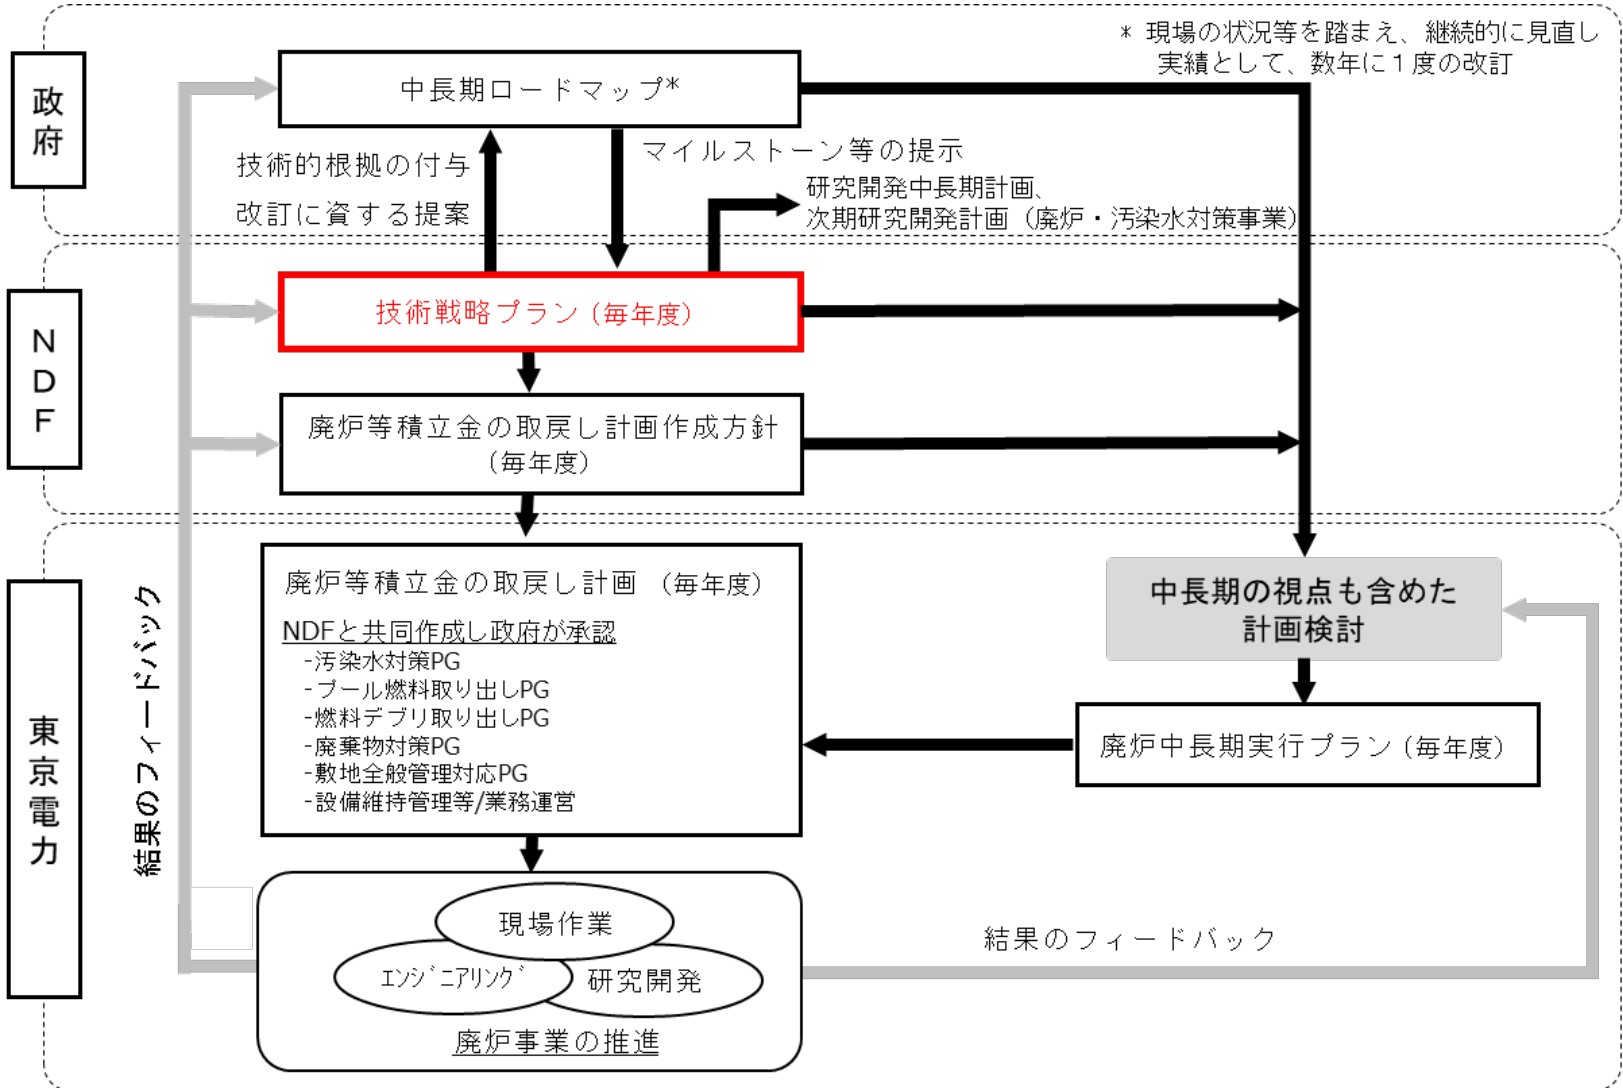 * 現場の状況等を踏まえ、継続的に見直し
実績として、数年に１度の改訂
政府
中長期ロードマップ*
技術的根拠の付与
改訂に資する提案
マイルストーン等の提示
研究開発中長期計画、
次期研究開発計画（廃炉・汚染水対策事業）
NDF
技術戦略プラン（毎年度）
廃炉等積立金の取戻し計画作成方針
（毎年度）
東京電力
結果のフィードバック
廃炉等積立金の取戻し計画 （毎年度）
NDFと共同作成し政府が承認
-汚染水対策PG
-プール燃料取り出しPG
-燃料デブリ取り出しPG
-廃棄物対策PG
-敷地全般管理対応PG
-設備維持管理等/業務運営
中長期の視点も含めた
計画検討
廃炉中長期実行プラン（毎年度）
現場作業
エンジニアリング
研究開発
廃炉事業の推進
結果のフィードバック